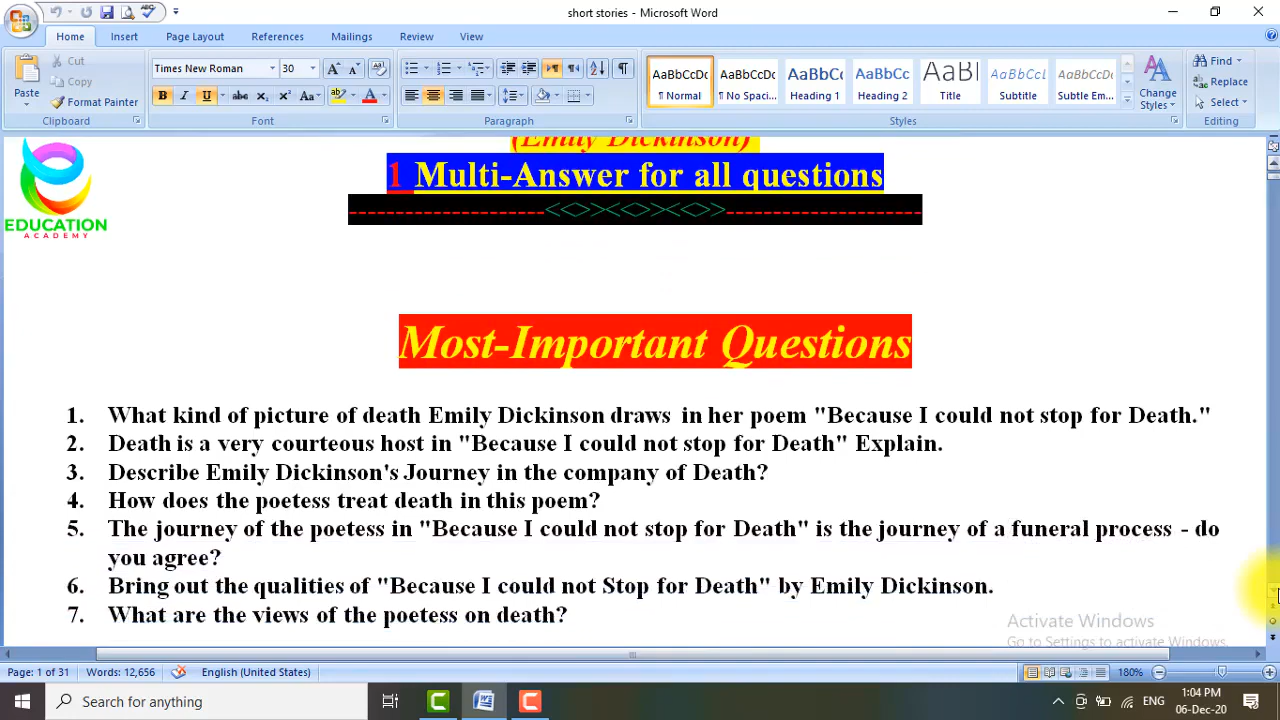 short stories - Microsoft Word
Home Insert Page Layout References Mailings Review View
Paste
Cut
Copy
Format Painter
Clipboard
Times New Roman 30
Font
Paragraph
AaBbCcDc AaBbCcDc AaBbCc AaBbCc AaBl AaBbCcL AaBbCcDc
¶ Normal ¶ No Spaci... Heading 1 Heading 2 Title Subtitle Subtle Em...
Change Styles
Styles
Find
Replace
Select
Editing
EDUCATION
ACADEMY
(Emily Dickinson)
1 Multi-Answer for all questions
---------------------<<>><<>><<>>---------------------
Most-Important Questions
1. What kind of picture of death Emily Dickinson draws in her poem "Because I could not stop for Death."
2. Death is a very courteous host in "Because I could not stop for Death" Explain.
3. Describe Emily Dickinson's Journey in the company of Death?
4. How does the poetess treat death in this poem?
5. The journey of the poetess in "Because I could not stop for Death" is the journey of a funeral process - do
you agree?
6. Bring out the qualities of "Because I could not Stop for Death" by Emily Dickinson.
7. What are the views of the poetess on death?
Activate Windows
Go to Settings to activate Windows.
Page: 1 of 31 Words: 12,656 English (United States) 180%
Search for anything
ENG
1:04 PM
06-Dec-20